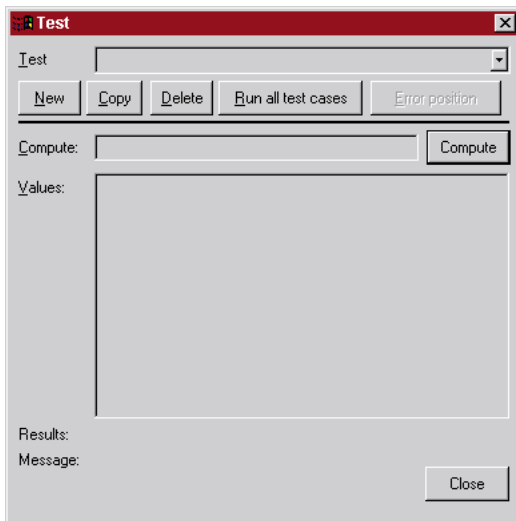 Test
Test
New Copy Delete Run all test cases Error position
Compute: Compute
Values:
Results:
Message:
Close